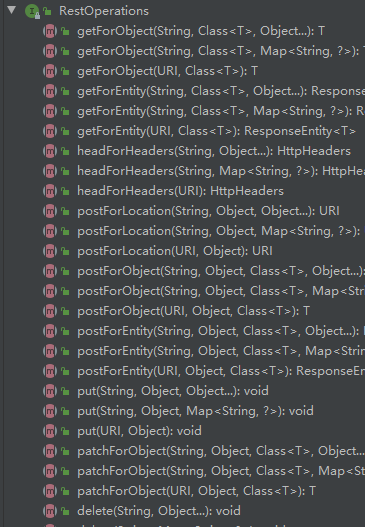 RestOperations
getForObject(String, Class<T>, Object...): T
getForObject(String, Class<T>, Map<String, ?>): T
getForObject(URI, Class<T>): T
getForEntity(String, Class<T>, Object...): Respons
getForEntity(String, Class<T>, Map<String, ?>): R
getForEntity(URI, Class<T>): ResponseEntity<T>
headForHeaders(String, Object...): HttpHeaders
headForHeaders(String, Map<String, ?>): HttpHea
headForHeaders(URI): HttpHeaders
postForLocation(String, Object, Object...): URI
postForLocation(String, Object, Map<String, ?>):
postForLocation(URI, Object): URI
postForObject(String, Object, Class<T>, Object...):
postForObject(String, Object, Class<T>, Map<Strin
postForObject(URI, Object, Class<T>): T
postForEntity(String, Object, Class<T>, Object...): 
postForEntity(String, Object, Class<T>, Map<Strin
postForEntity(URI, Object, Class<T>): ResponseEn
put(String, Object, Object...): void
put(String, Object, Map<String, ?>): void
put(URI, Object): void
patchForObject(String, Object, Class<T>, Object...
patchForObject(String, Object, Class<T>, Map<St
patchForObject(URI, Object, Class<T>): T
delete(String, Object...): void